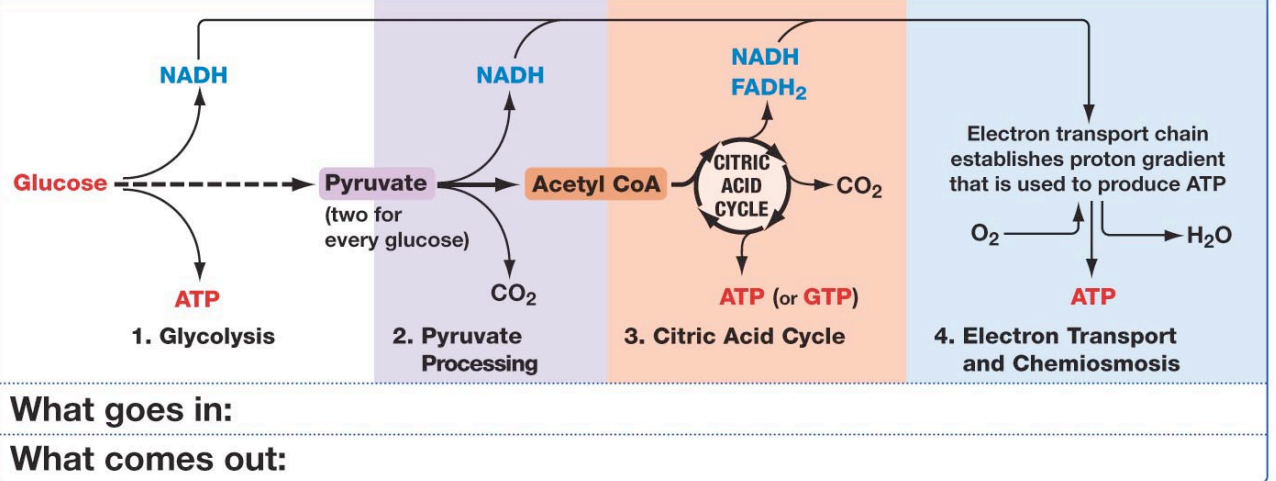 NADH
NADH
NADH
FADH₂
Electron transport chain
establishes proton gradient
that is used to produce ATP
Glucose
Pyruvate
(two for
every glucose)
Acetyl CoA
CITRIC
ACID
CYCLE
CO₂
O₂
H₂O
ATP
CO₂
ATP (or GTP)
ATP
1. Glycolysis
2. Pyruvate
Processing
3. Citric Acid Cycle
4. Electron Transport
and Chemiosmosis
What goes in:
What comes out: